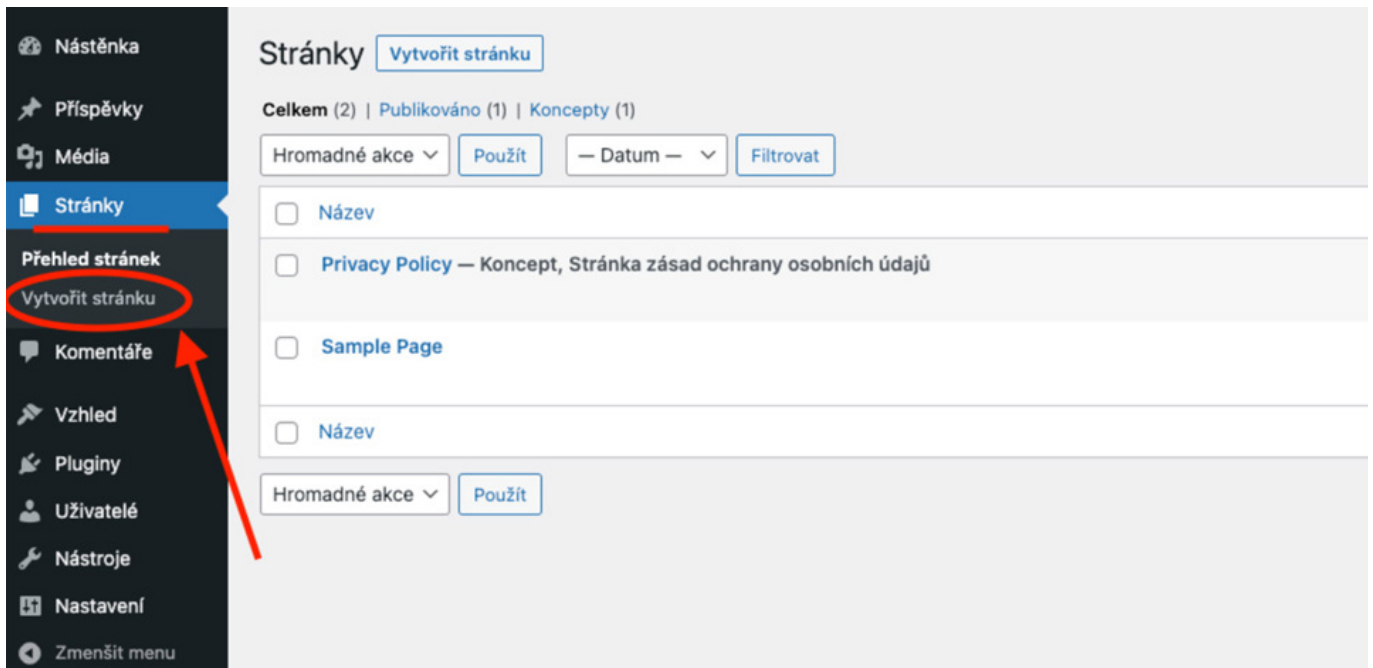 Nástěnka
Příspěvky
Média
Stránky
Přehled stránek
Vytvořit stránku
Komentáře
Vzhled
Pluginy
Uživatelé
Nástroje
Nastavení
Zmenšit menu
Stránky Vytvořit stránku
Celkem (2) | Publikováno (1) | Koncepty (1)
Hromadné akce Použít — Datum — Filtrovat
Název
Privacy Policy — Koncept, Stránka zásad ochrany osobních údajů
Sample Page
Název
Hromadné akce Použít